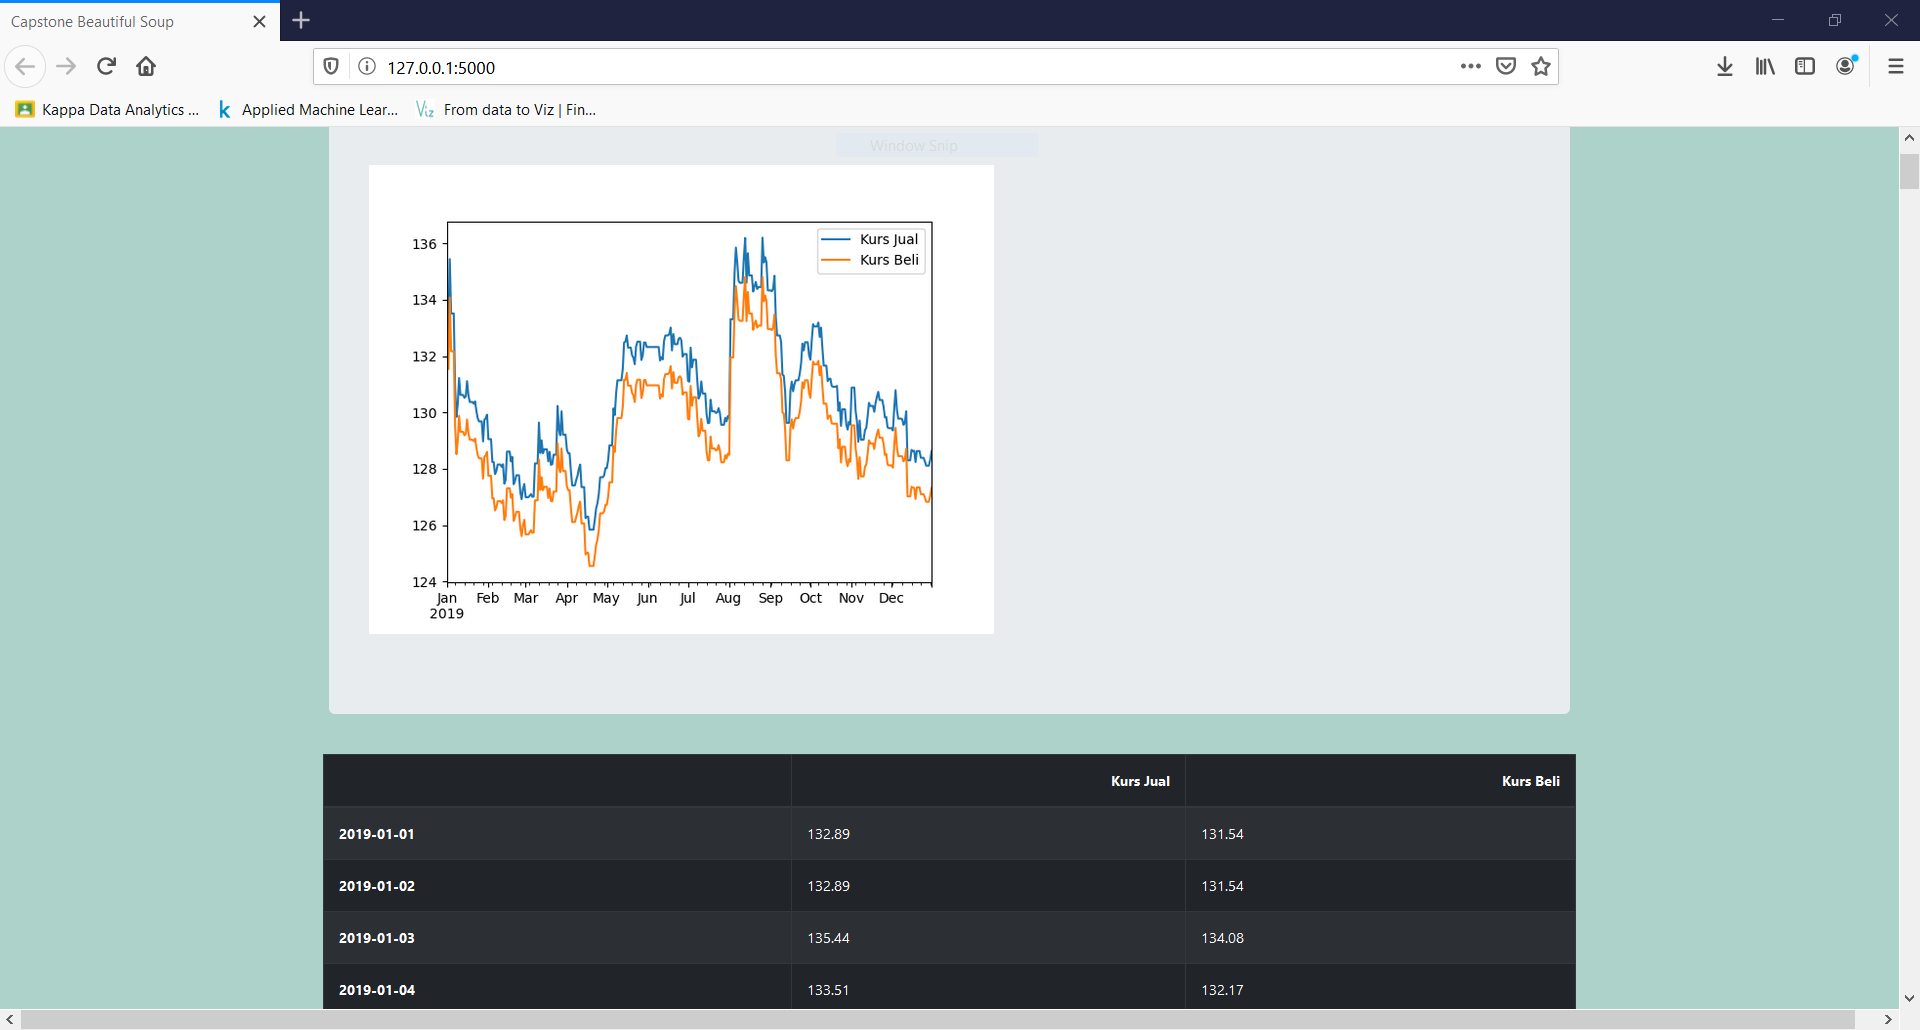 Capstone Beautiful Soup
127.0.0.1:5000
Kappa Data Analytics ...
Applied Machine Lear...
Viz
From data to Viz | Fin...
Window Snip
136
134
132
130
128
126
124
Kurs Jual
Kurs Beli
Jan Feb Mar Apr May Jun Jul Aug Sep Oct Nov Dec
2019
Kurs Jual Kurs Beli
2019-01-01 132.89 131.54
2019-01-02 132.89 131.54
2019-01-03 135.44 134.08
2019-01-04 133.51 132.17